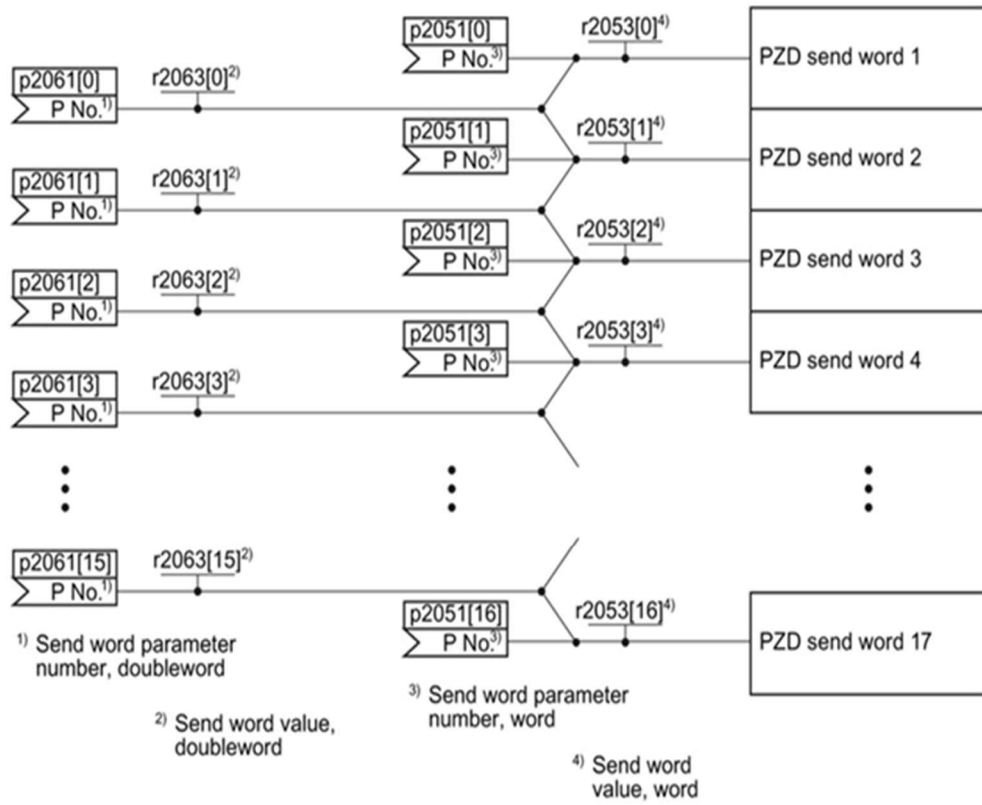 p2051[0]
P No.3)
r2053[0]4)
PZD send word 1
p2061[0]
P No.1)
r2063[0]2)
p2051[1]
P No.3)
r2053[1]4)
PZD send word 2
p2061[1]
P No.1)
r2063[1]2)
p2051[2]
P No.3)
r2053[2]4)
PZD send word 3
p2061[2]
P No.1)
r2063[2]2)
p2051[3]
P No.3)
r2053[3]4)
PZD send word 4
p2061[3]
P No.1)
r2063[3]2)
p2061[15]
P No.1)
r2063[15]2)
p2051[16]
P No.3)
r2053[16]4)
PZD send word 17
1) Send word parameter
number, doubleword
2) Send word value,
doubleword
3) Send word parameter
number, word
4) Send word
value, word